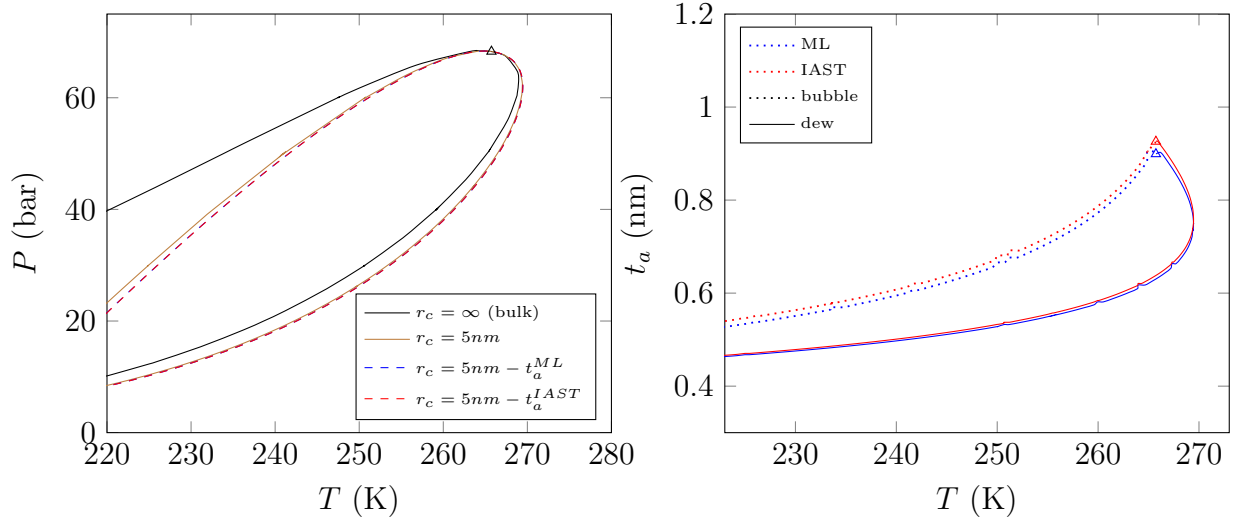 60
40
20
0
220
230
240
250
260
270
280
P (bar)
T (K)
r_c = ∞ (bulk)
r_c = 5nm
r_c = 5nm − t_a^{ML}
r_c = 5nm − t_a^{IAST}
1.2
1
0.8
0.6
0.4
230
240
250
260
270
t_a (nm)
T (K)
ML
IAST
bubble
dew